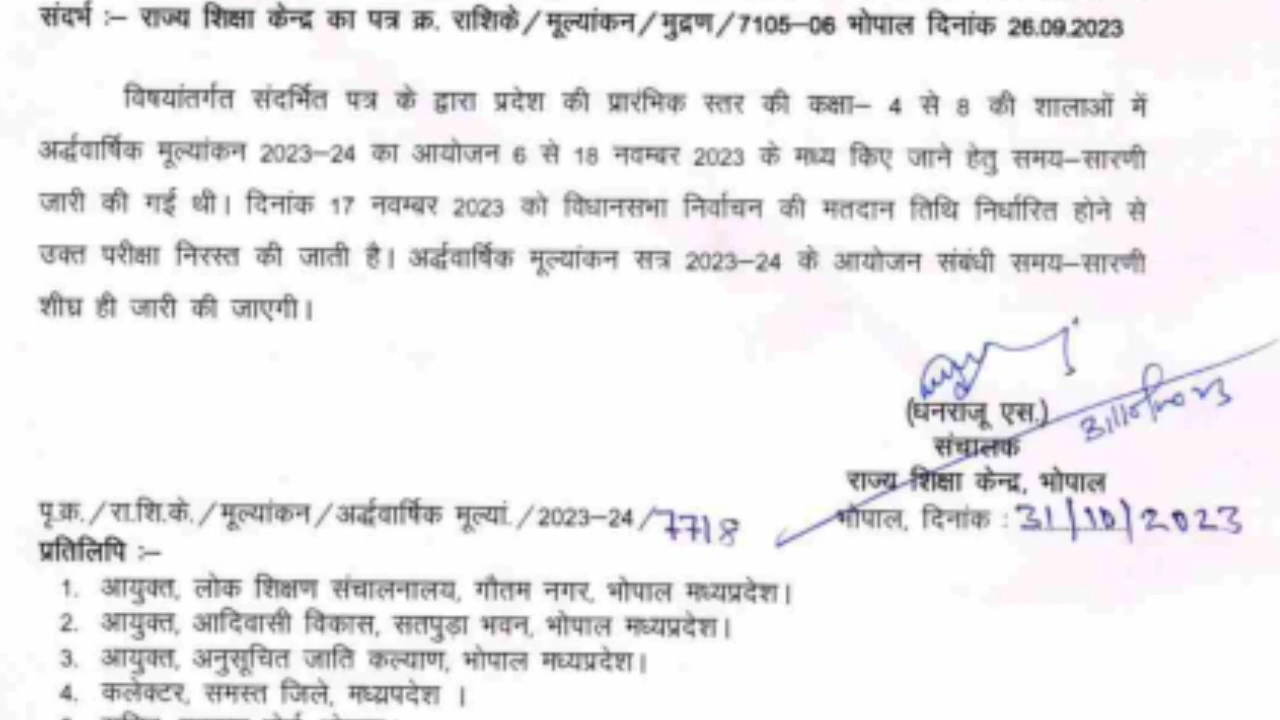 संदर्भ :– राज्य शिक्षा केन्द्र का पत्र क्र. राशिके/मूल्यांकन/मुद्रण/7105–06 भोपाल दिनांक 26.09.2023
विषयांतर्गत संदर्भित पत्र के द्वारा प्रदेश की प्रारंभिक स्तर की कक्षा– 4 से 8 की शालाओं में
अर्द्धवार्षिक मूल्यांकन 2023–24 का आयोजन 6 से 18 नवम्बर 2023 के मध्य किए जाने हेतु समय–सारणी
जारी की गई थी। दिनांक 17 नवम्बर 2023 को विधानसभा निर्वाचन की मतदान तिथि निर्धारित होने से
उक्त परीक्षा निरस्त की जाती है। अर्द्धवार्षिक मूल्यांकन सत्र 2023–24 के आयोजन संबंधी समय–सारणी
शीघ्र ही जारी की जाएगी।
(धनराजू एस.)
31/10/2023
संचालक
राज्य शिक्षा केन्द्र, भोपाल
पृ.क्र./रा.शि.के./मूल्यांकन/अर्द्धवार्षिक मूल्यां./2023–24/7718
भोपाल, दिनांक : 31/10/2023
प्रतिलिपि :–
1. आयुक्त, लोक शिक्षण संचालनालय, गौतम नगर, भोपाल मध्यप्रदेश।
2. आयुक्त, आदिवासी विकास, सतपुड़ा भवन, भोपाल मध्यप्रदेश।
3. आयुक्त, अनुसूचित जाति कल्याण, भोपाल मध्यप्रदेश।
4. कलेक्टर, समस्त जिले, मध्यपदेश ।